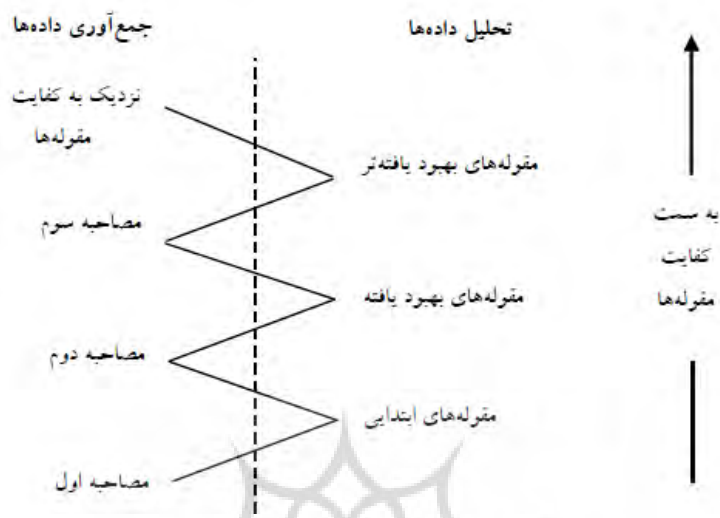 جمع‌آوری داده‌ها
تحلیل داده‌ها
نزدیک به کفایت
مقوله‌ها
مقوله‌های بهبود یافته‌تر
به سمت
کفایت
مقوله‌ها
مصاحبه سوم
مقوله‌های بهبود یافته
مصاحبه دوم
مقوله‌های ابتدایی
مصاحبه اول